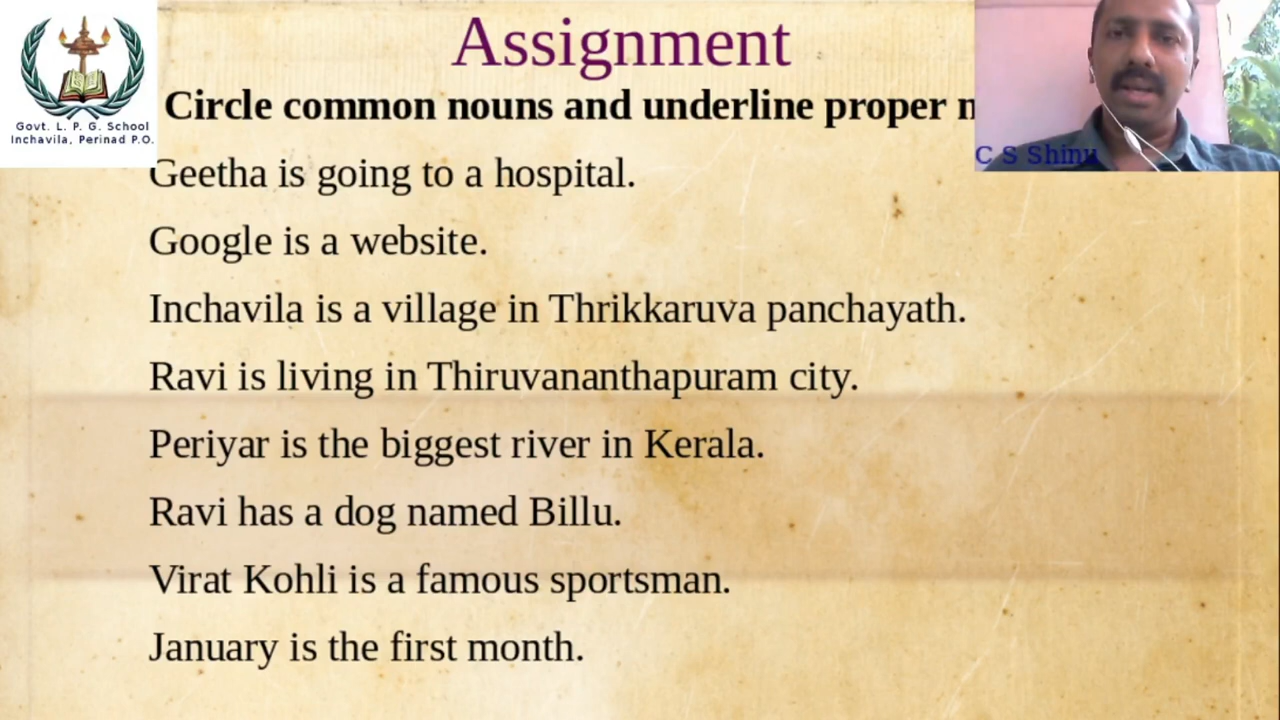 Assignment
Govt. L. P. G. School
Inchavila, Perinad P.O.
Circle common nouns and underline proper
C S Shinu
Geetha is going to a hospital.
Google is a website.
Inchavila is a village in Thrikkaruva panchayath.
Ravi is living in Thiruvananthapuram city.
Periyar is the biggest river in Kerala.
Ravi has a dog named Billu.
Virat Kohli is a famous sportsman.
January is the first month.